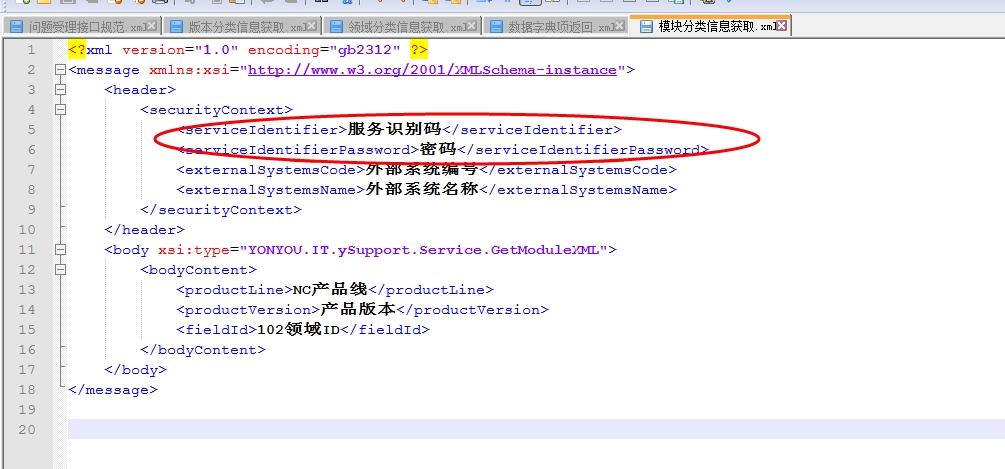 问题受理接口规范.xml
版本分类信息获取.xml
领域分类信息获取.xml
数据字典项返回.xml
模块分类信息获取.xml
1 <?xml version="1.0" encoding="gb2312" ?>
2 <message xmlns:xsi="http://www.w3.org/2001/XMLSchema-instance">
3 <header>
4 <securityContext>
5 <serviceIdentifier>服务识别码</serviceIdentifier>
6 <serviceIdentifierPassword>密码</serviceIdentifierPassword>
7 <externalSystemsCode>外部系统编号</externalSystemsCode>
8 <externalSystemsName>外部系统名称</externalSystemsName>
9 </securityContext>
10 </header>
11 <body xsi:type="YONYOU.IT.ySupport.Service.GetModuleXML">
12 <bodyContent>
13 <productLine>NC产品线</productLine>
14 <productVersion>产品版本</productVersion>
15 <fieldId>102领域ID</fieldId>
16 </bodyContent>
17 </body>
18 </message>
19
20